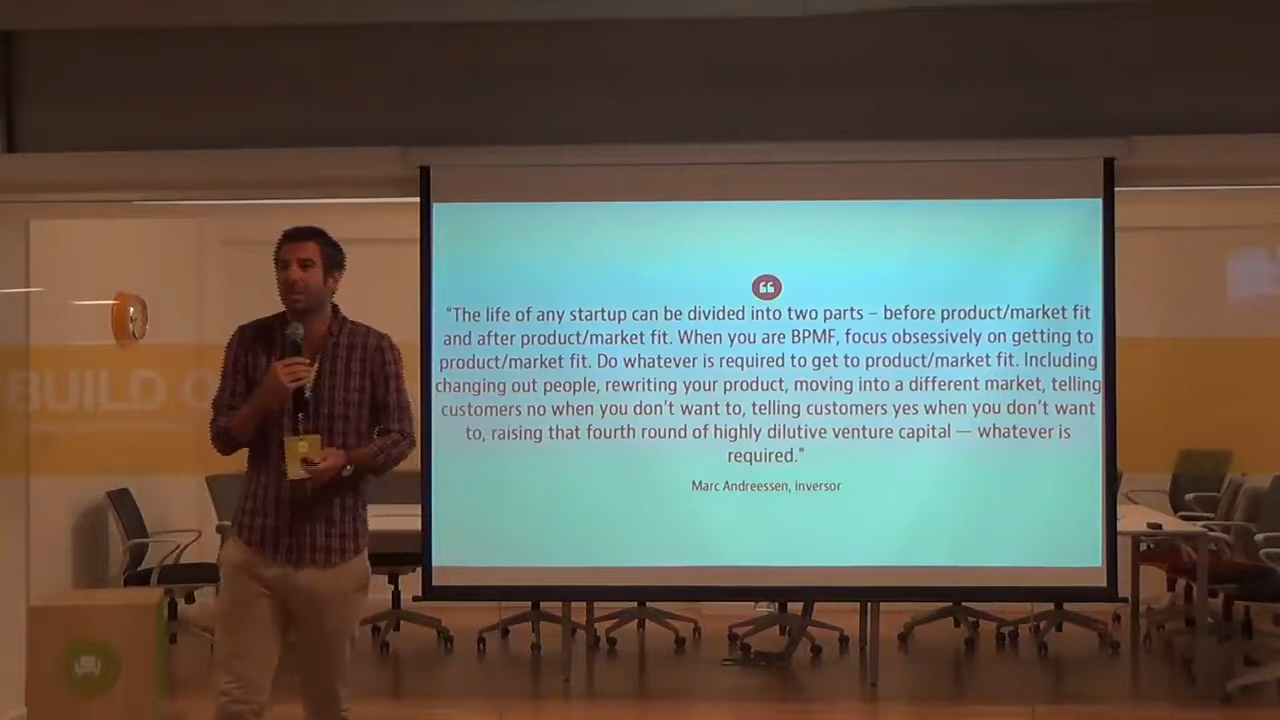 "The life of any startup can be divided into two parts – before product/market fit
and after product/market fit. When you are BPMF, focus obsessively on getting to
product/market fit. Do whatever is required to get to product/market fit. Including
changing out people, rewriting your product, moving into a different market, telling
customers no when you don't want to, telling customers yes when you don't want
to, raising that fourth round of highly dilutive venture capital — whatever is
required."
Marc Andreessen, inversor
BUILD